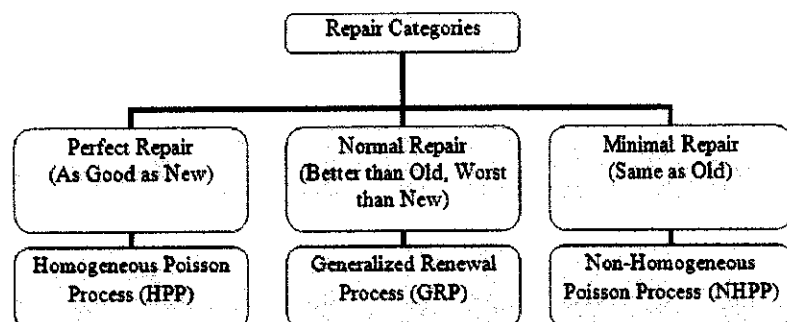 Repair Categories
Perfect Repair
(As Good as New)
Normal Repair
(Better than Old, Worst
than New)
Minimal Repair
(Same as Old)
Homogeneous Poisson
Process (HPP)
Generalized Renewal
Process (GRP)
Non-Homogeneous
Poisson Process (NHPP)